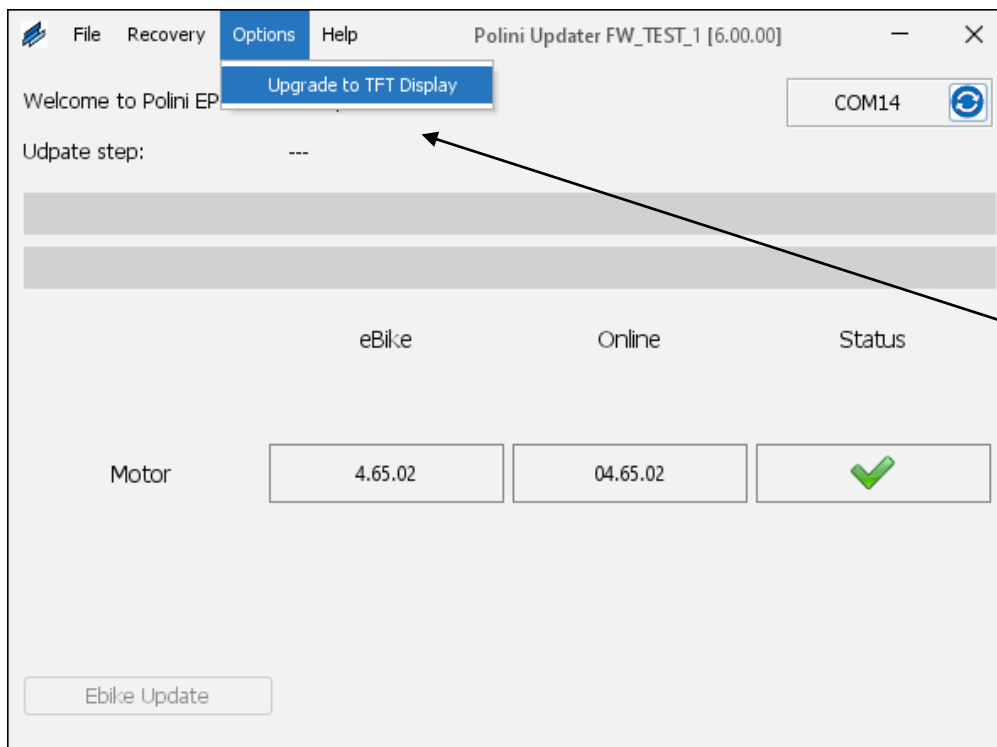 File Recovery Options Help Polini Updater FW_TEST_1 [6.00.00]
Upgrade to TFT Display
Welcome to Polini EP
COM14
Udpate step: ---
eBike Online Status
Motor 4.65.02 04.65.02
Ebike Update